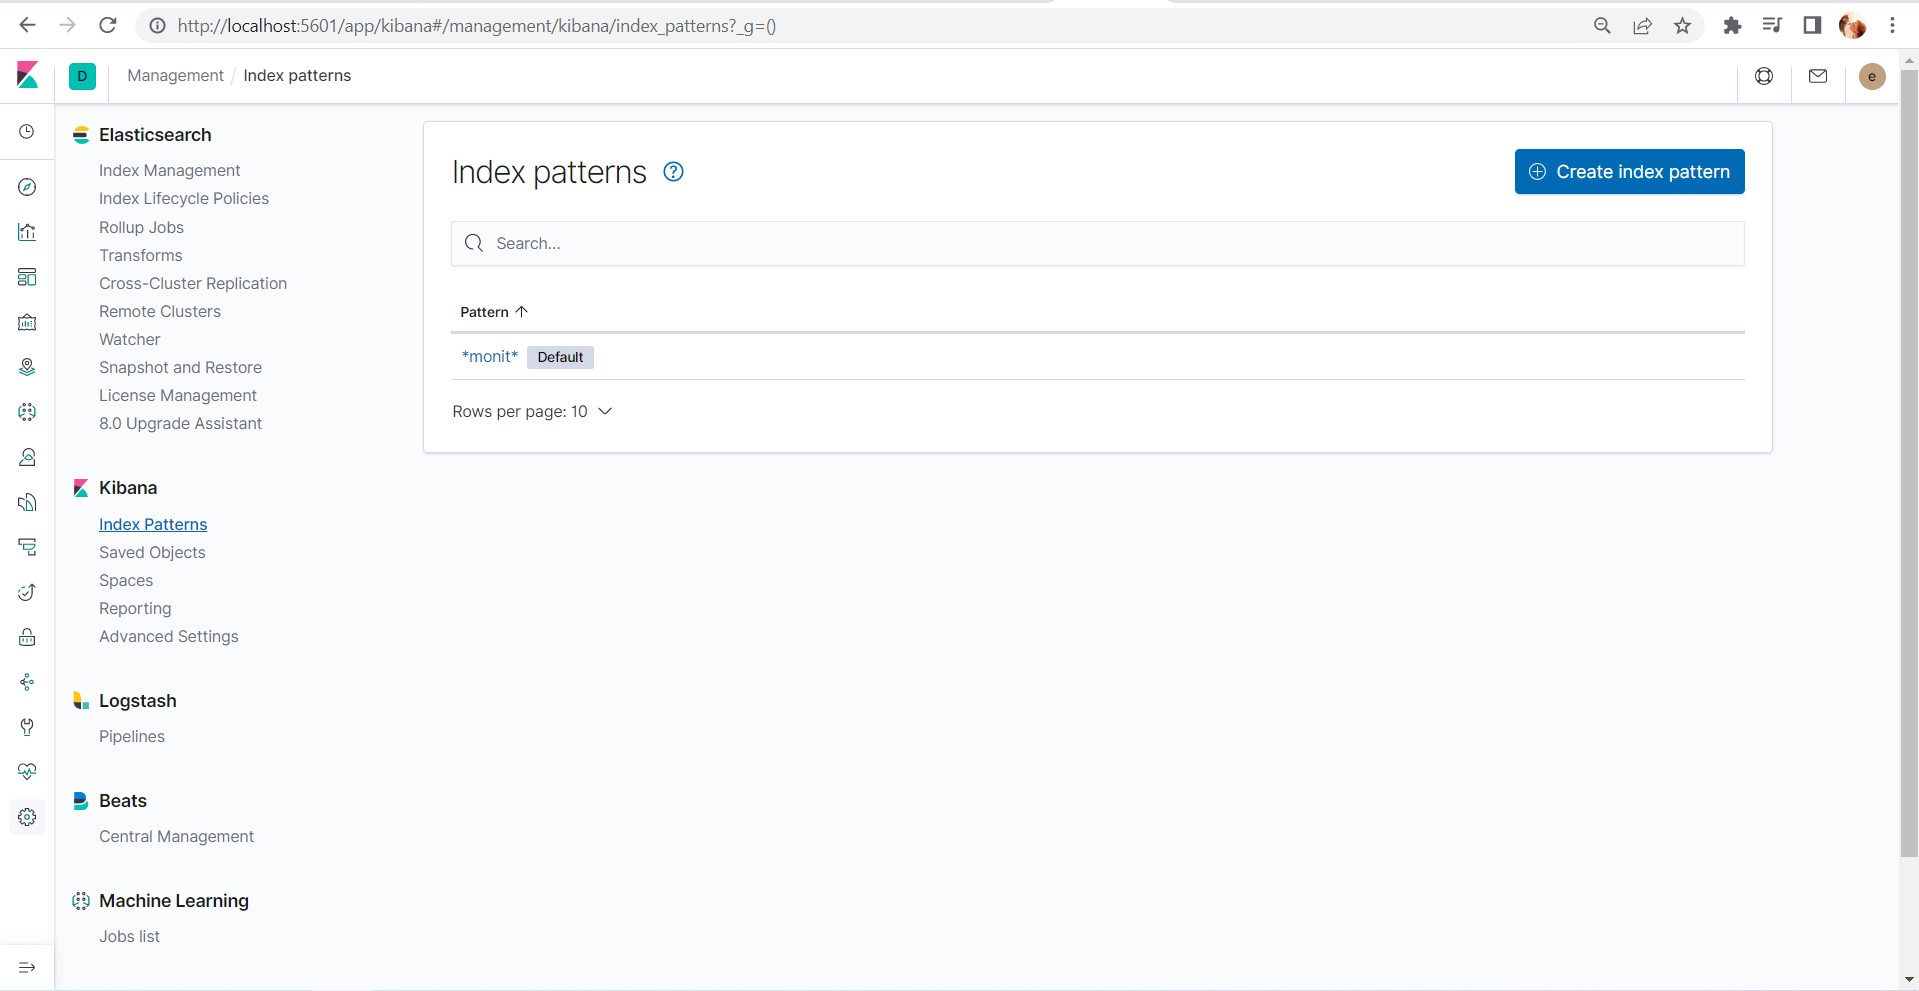 http://localhost:5601/app/kibana#/management/kibana/index_patterns?_g=()
D
Management / Index patterns
e
Elasticsearch
Index Management
Index Lifecycle Policies
Rollup Jobs
Transforms
Cross-Cluster Replication
Remote Clusters
Watcher
Snapshot and Restore
License Management
8.0 Upgrade Assistant
Kibana
Index Patterns
Saved Objects
Spaces
Reporting
Advanced Settings
Logstash
Pipelines
Beats
Central Management
Machine Learning
Jobs list
Index patterns
Create index pattern
Search...
Pattern
*monit* Default
Rows per page: 10